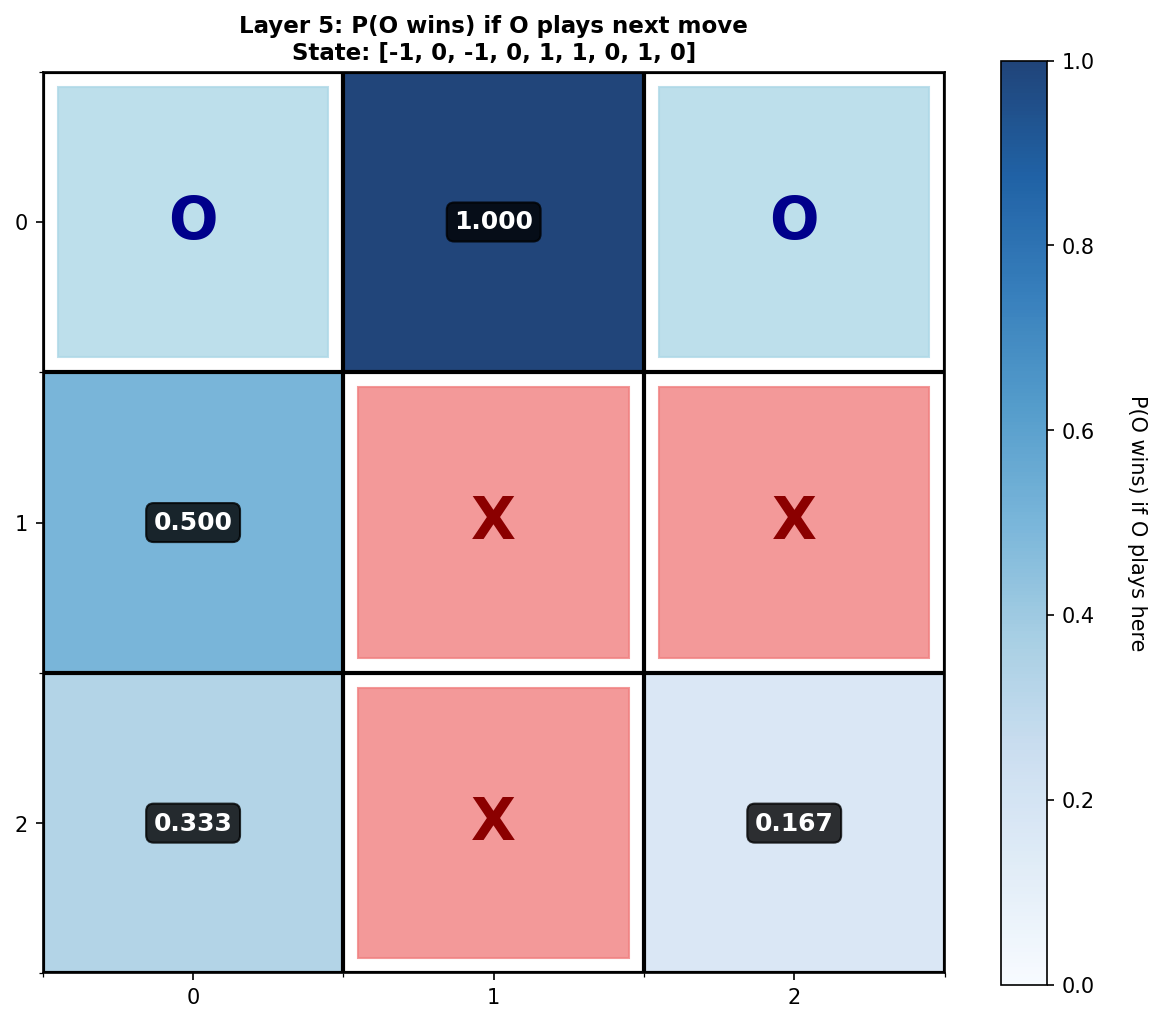 Layer 5: P(O wins) if O plays next move
State: [-1, 0, -1, 0, 1, 1, 0, 1, 0]
O
1.000
O
0
0.500
X
X
1
0.333
X
0.167
2
0
1
2
1.0
0.8
0.6
0.4
0.2
0.0
P(O wins) if O plays here